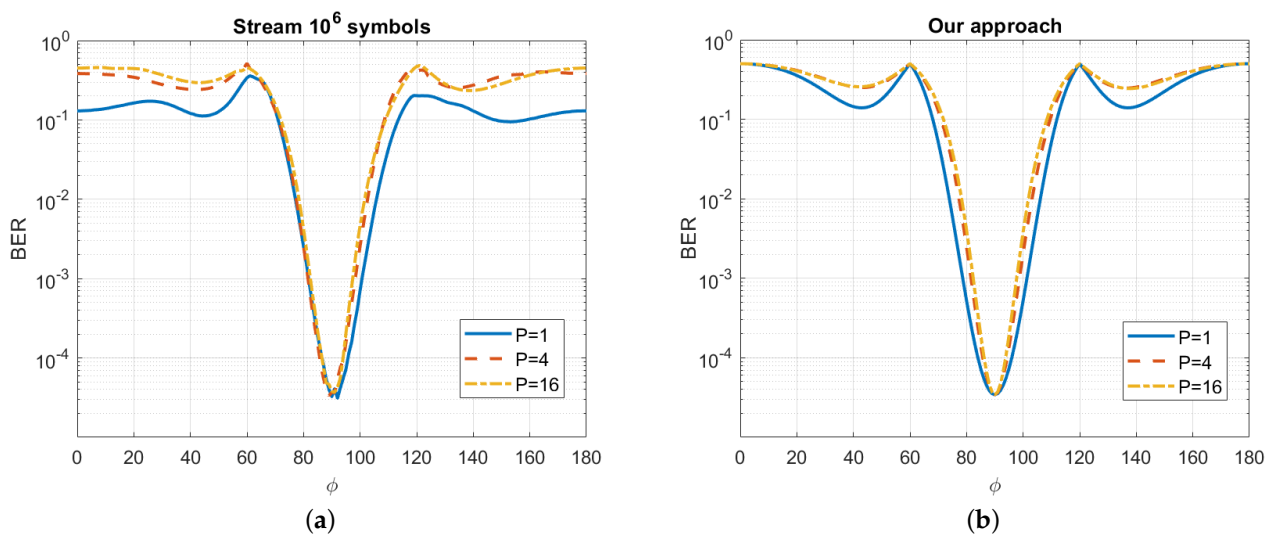 Stream 10^6 symbols
10^0
10^-1
10^-2
10^-3
10^-4
BER
0 20 40 60 80 100 120 140 160 180
ϕ
P=1
P=4
P=16
(a)
Our approach
10^0
10^-1
10^-2
10^-3
10^-4
BER
0 20 40 60 80 100 120 140 160 180
ϕ
P=1
P=4
P=16
(b)